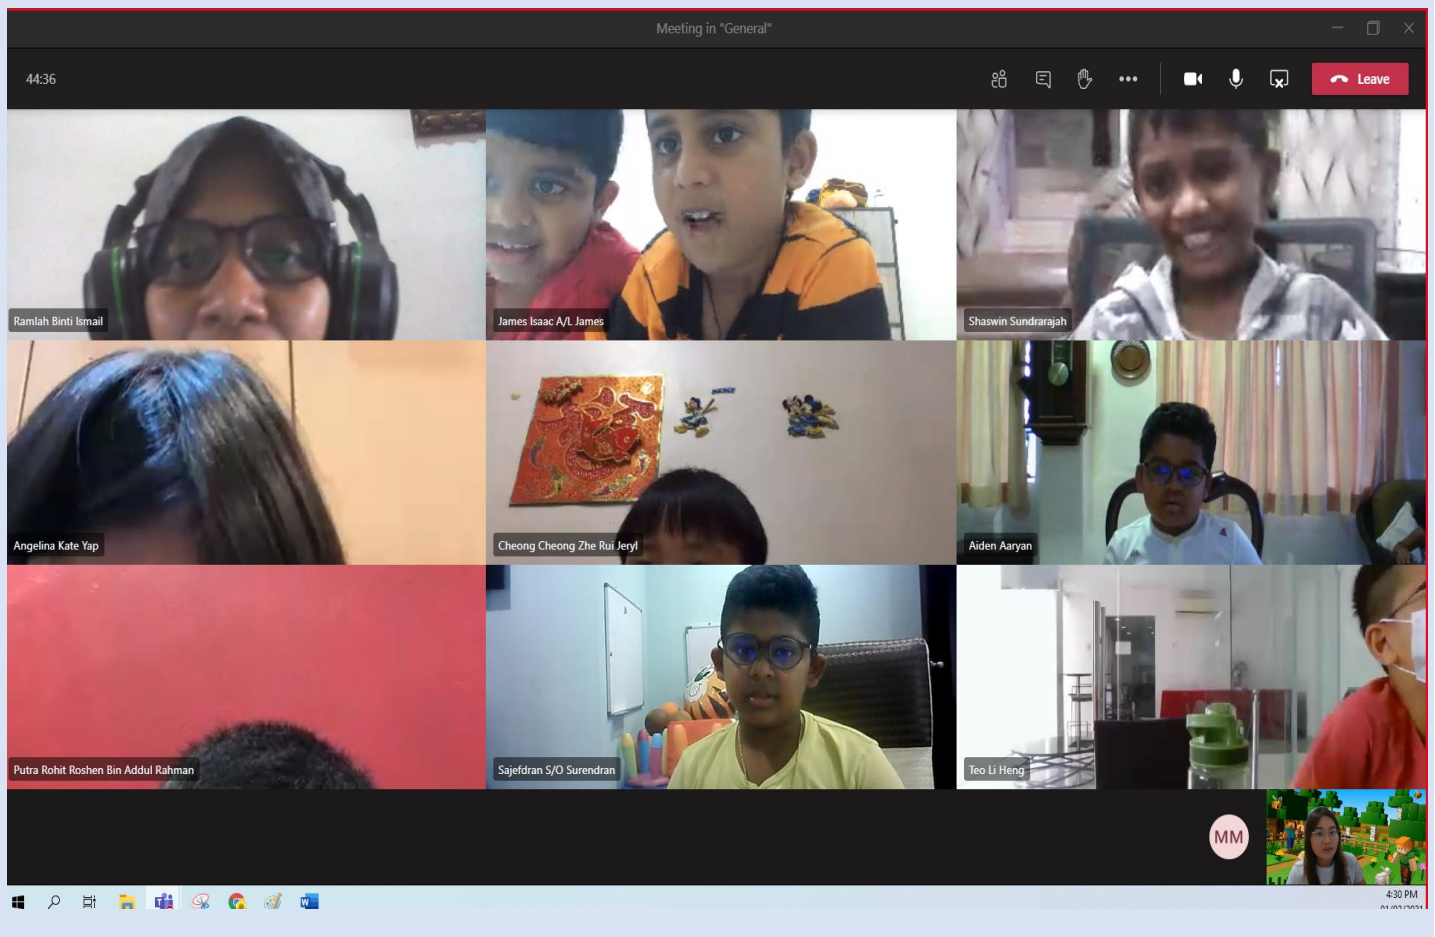 Meeting in "General"
44:36
Leave
Ramlah Binti Ismail
James Isaac A/L James
Shaswin Sundrarajah
Angelina Kate Yap
Cheong Cheong Zhe Rui Jeryl
Aiden Aaryan
Putra Rohit Roshen Bin Addul Rahman
Sajefdran S/O Surendran
Teo Li Heng
MM
4:30 PM